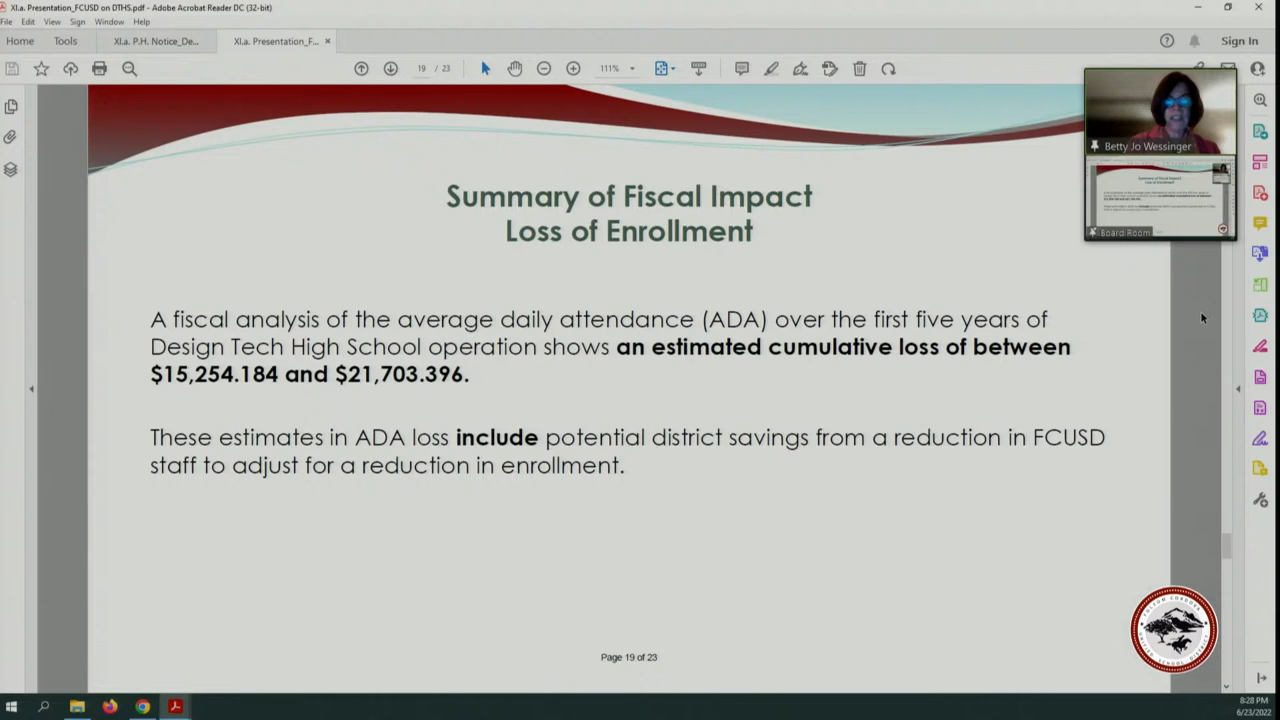 XI.a. Presentation_FCUSD on DTHS.pdf - Adobe Acrobat Reader DC (32-bit)
File Edit View Sign Window Help
Home Tools XI.a. P.H. Notice_De... XI.a. Presentation_F... × Sign In
19 / 23 111%
Betty Jo Wessinger
Board Room
Summary of Fiscal Impact
Loss of Enrollment
A fiscal analysis of the average daily attendance (ADA) over the first five years of
Design Tech High School operation shows an estimated cumulative loss of between
$15,254.184 and $21,703.396.
These estimates in ADA loss include potential district savings from a reduction in FCUSD
staff to adjust for a reduction in enrollment.
FOLSOM CORDOVA
UNIFIED SCHOOL DISTRICT
Page 19 of 23
8:28 PM
6/23/2022